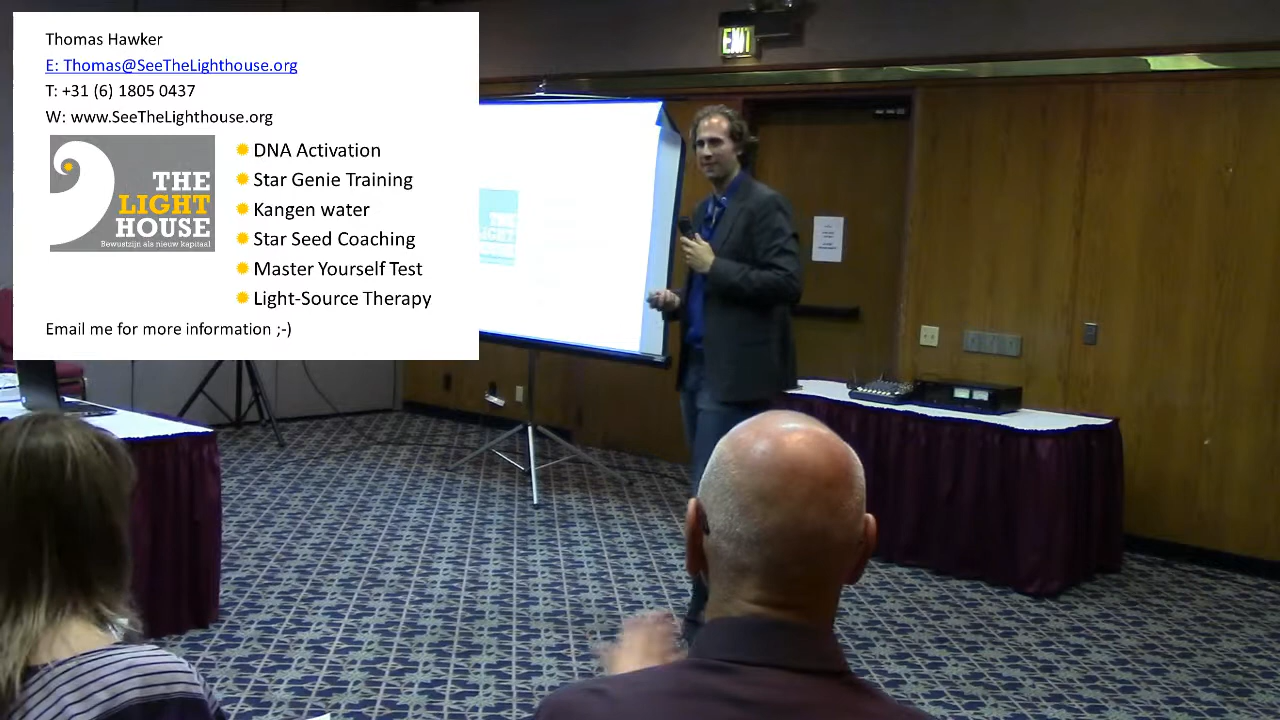 Thomas Hawker
E: Thomas@SeeTheLighthouse.org
T: +31 (6) 1805 0437
W: www.SeeTheLighthouse.org
THE
LIGHT
HOUSE
Bewustzijn als nieuw kapitaal
DNA Activation
Star Genie Training
Kangen water
Star Seed Coaching
Master Yourself Test
Light-Source Therapy
Email me for more information ;-)
EXIT
THE
LIGHT